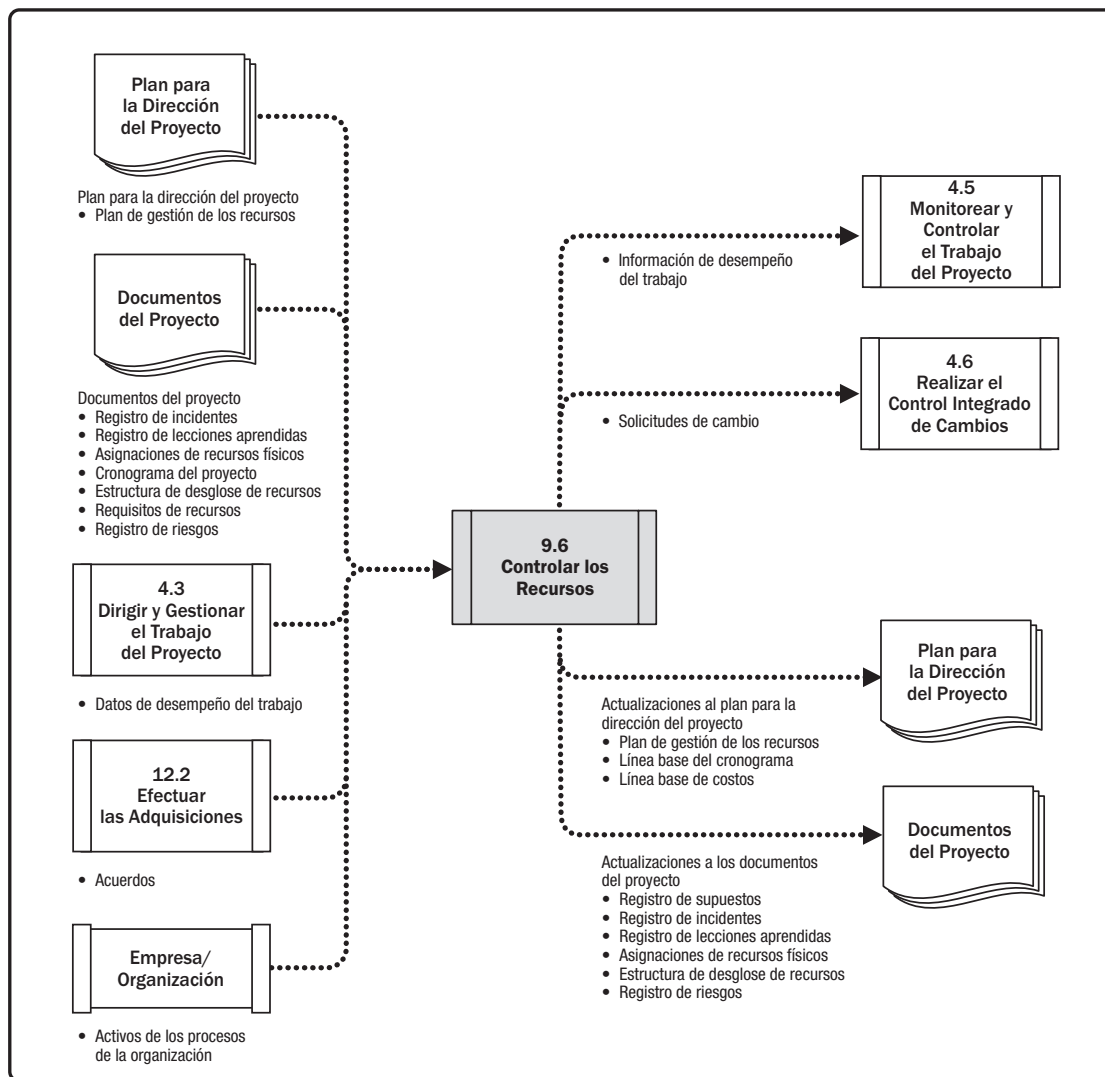 Plan para
la Dirección
del Proyecto
Plan para la dirección del proyecto
• Plan de gestión de los recursos
Documentos
del Proyecto
Documentos del proyecto
• Registro de incidentes
• Registro de lecciones aprendidas
• Asignaciones de recursos físicos
• Cronograma del proyecto
• Estructura de desglose de recursos
• Requisitos de recursos
• Registro de riesgos
4.3
Dirigir y Gestionar
el Trabajo
del Proyecto
• Datos de desempeño del trabajo
12.2
Efectuar
las Adquisiciones
• Acuerdos
Empresa/
Organización
• Activos de los procesos
de la organización
9.6
Controlar los
Recursos
• Información de desempeño
del trabajo
4.5
Monitorear y
Controlar
el Trabajo
del Proyecto
• Solicitudes de cambio
4.6
Realizar el
Control Integrado
de Cambios
Actualizaciones al plan para la
dirección del proyecto
• Plan de gestión de los recursos
• Línea base del cronograma
• Línea base de costos
Plan para
la Dirección
del Proyecto
Actualizaciones a los documentos
del proyecto
• Registro de supuestos
• Registro de incidentes
• Registro de lecciones aprendidas
• Asignaciones de recursos físicos
• Estructura de desglose de recursos
• Registro de riesgos
Documentos
del Proyecto